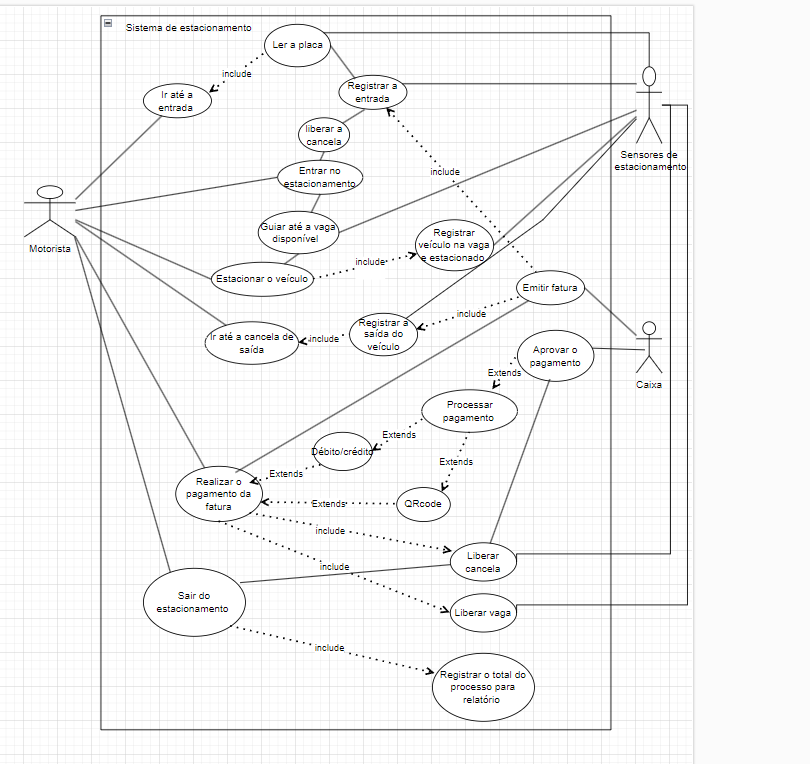 Sistema de estacionamento
Ler a placa
include
Ir até a
entrada
Registrar a
entrada
liberar a
cancela
Sensores de
estacionamento
include
Entrar no
estacionamento
Motorista
Guiar até a vaga
disponível
Registrar
veículo na vaga
e estacionado
include
Estacionar o veículo
Emitir fatura
include
Ir até a cancela de
saída
include
Registrar a
saída do
veículo
Aprovar o
pagamento
Caixa
Extends
Processar
pagamento
Extends
Débito/crédito
Extends
Extends
Realizar o
pagamento da
fatura
Extends
QRcode
include
Liberar
cancela
include
Sair do
estacionamento
Liberar vaga
include
Registrar o total do
processo para
relatório